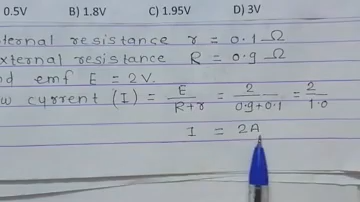 0.5V B) 1.8V C) 1.95V D) 3V
ternal resistance r = 0.1 Ω
xternal resistance R = 0.9 Ω
nd emf E = 2V.
w current (I) = E/R+r = 2/0.9+0.1 = 2/1.0
I = 2A